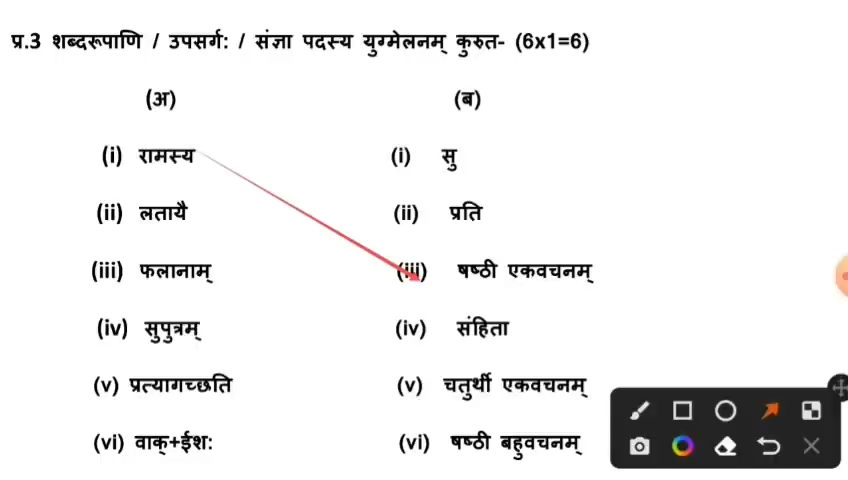 प्र.3 शब्दरूपाणि / उपसर्ग: / संज्ञा पदस्य युग्मेलनम् कुरुत- (6x1=6)
(अ) (ब)
(i) रामस्य (i) सु
(ii) लतायै (ii) प्रति
(iii) फलानाम् (iii) षष्ठी एकवचनम्
(iv) सुपुत्रम् (iv) संहिता
(v) प्रत्यागच्छति (v) चतुर्थी एकवचनम्
(vi) वाक्+ईश: (vi) षष्ठी बहुवचनम्